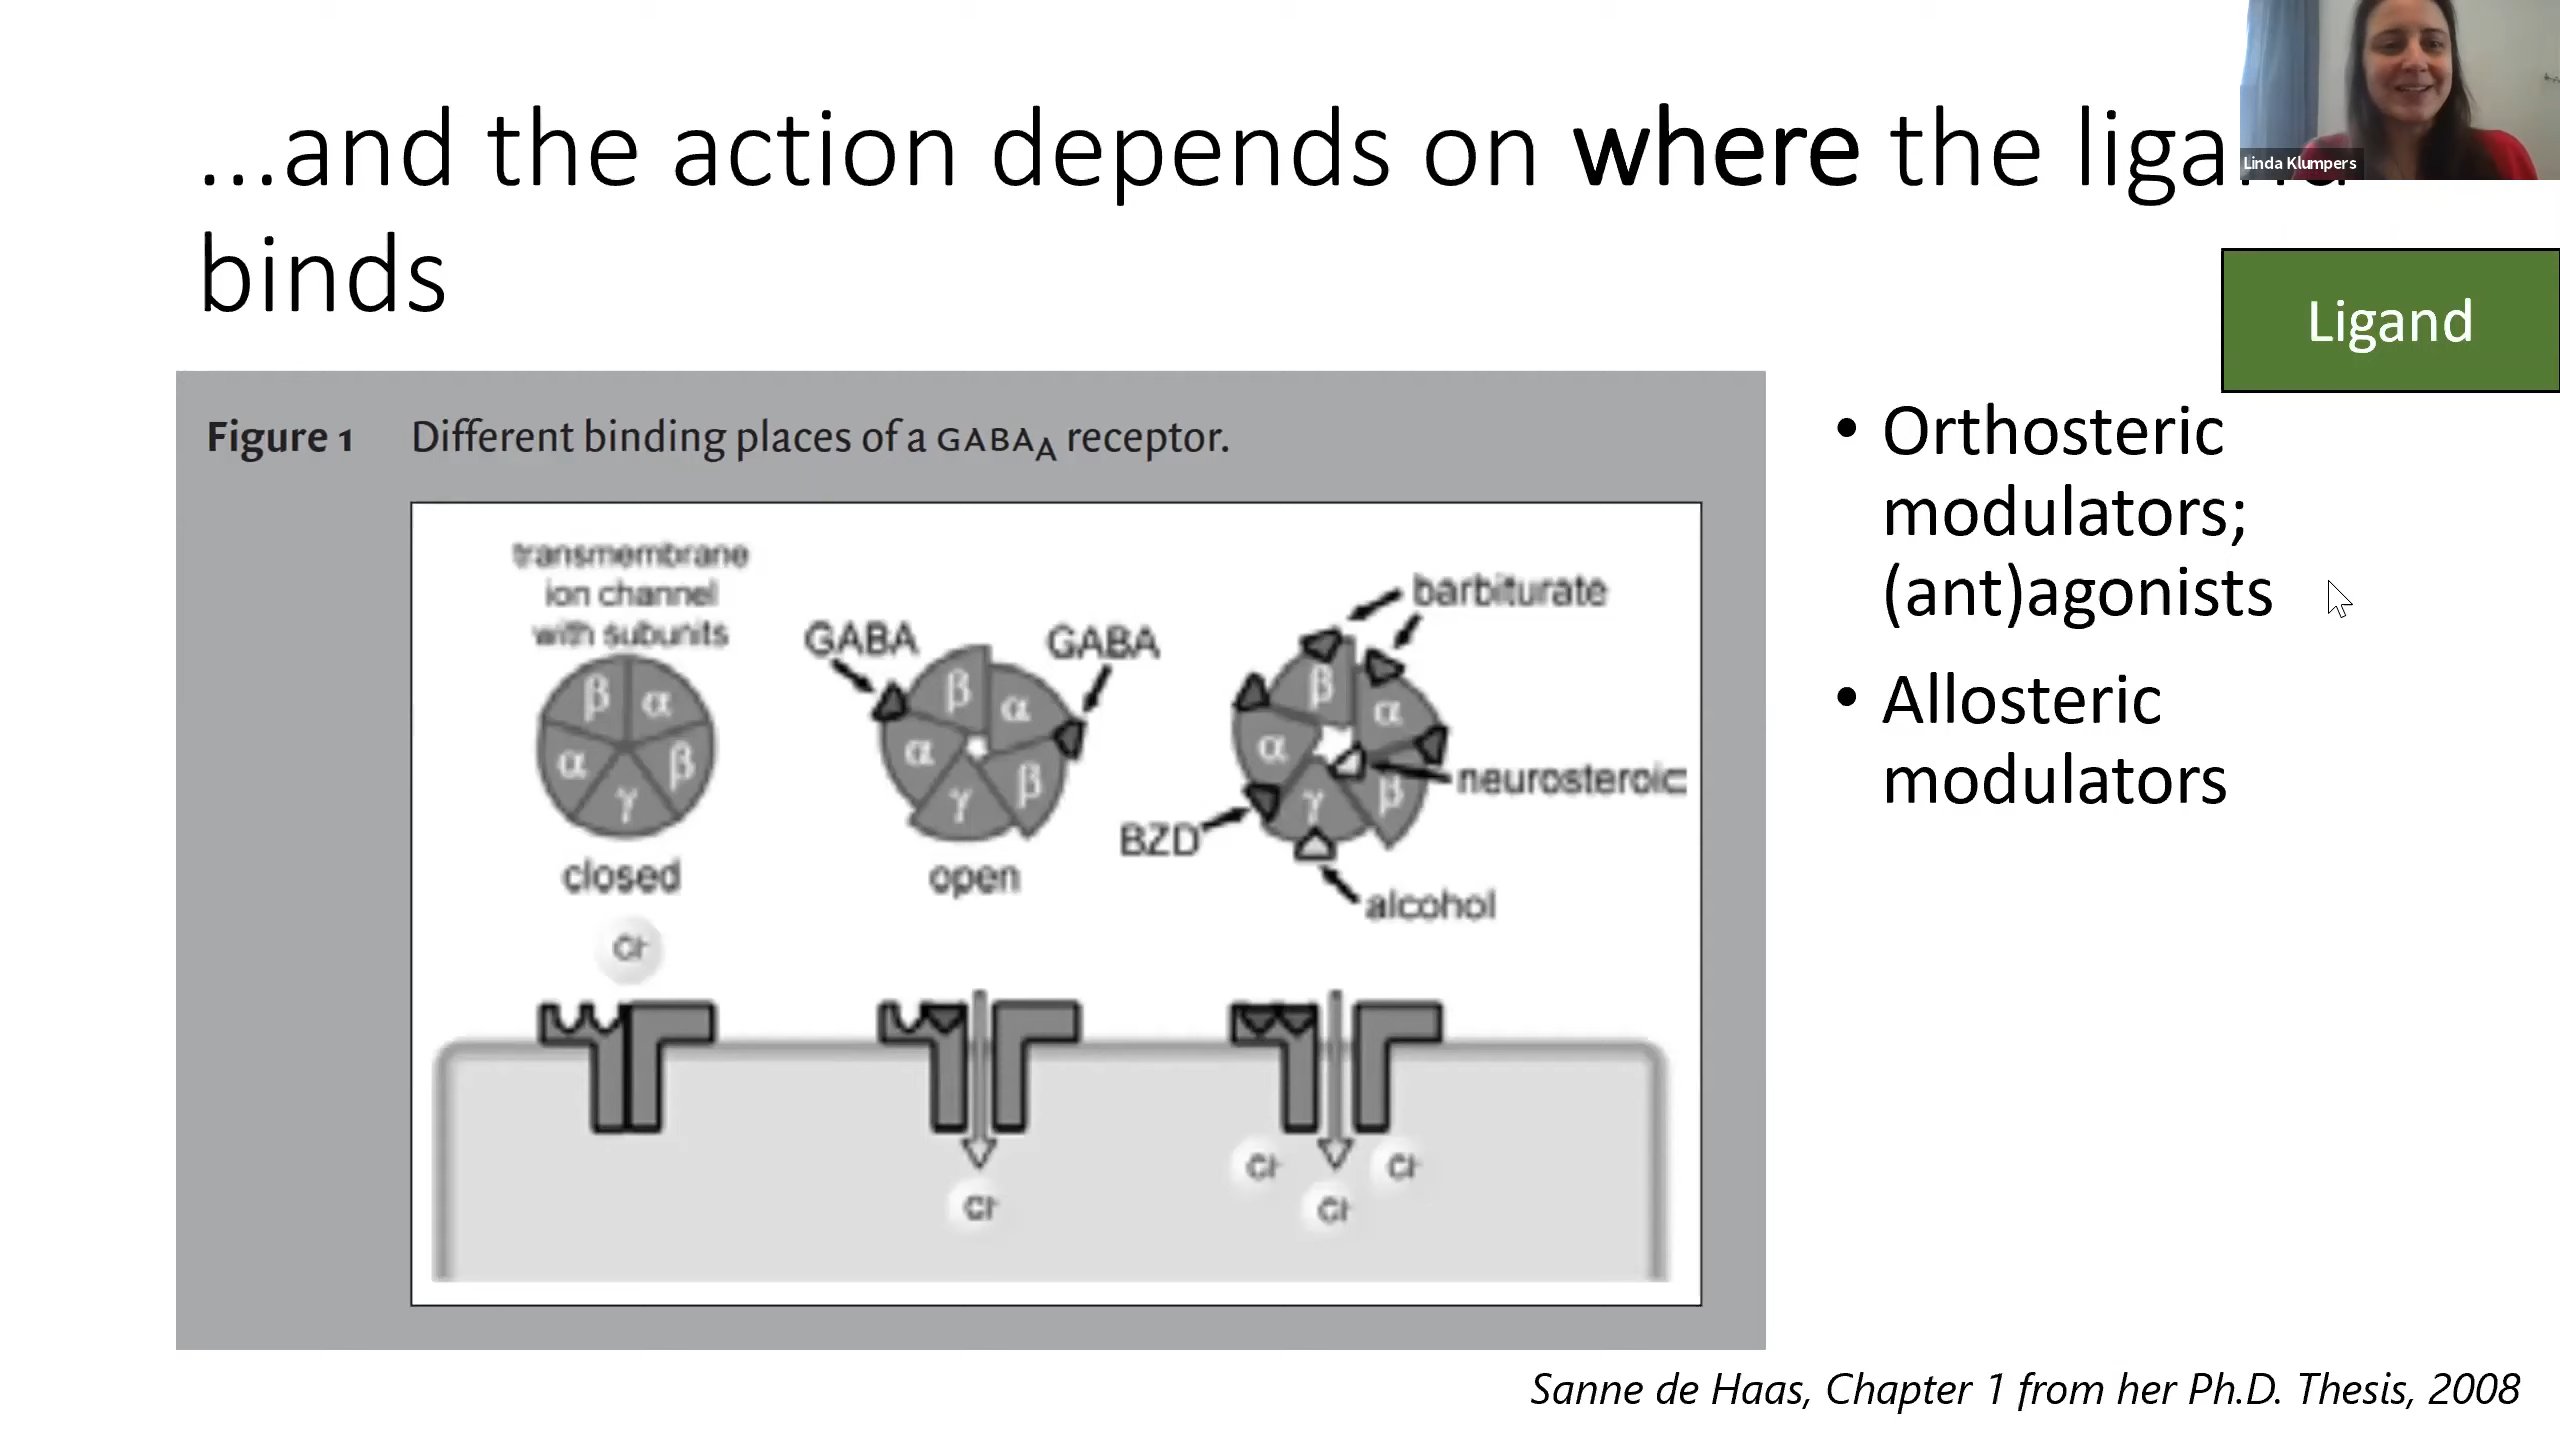 ...and the action depends on where the ligand
binds
Linda Klumpers
Ligand
Figure 1 Different binding places of a GABAA receptor.
transmembrane
ion channel
with subunits
β α
α β
γ
closed
GABA GABA
β α
α β
γ
open
barbiturate
β
α
α
β
γ
neurosteroid
BZD
alcohol
Cl-
Cl-
Cl- Cl-
Cl-
• Orthosteric
modulators;
(ant)agonists
• Allosteric
modulators
Sanne de Haas, Chapter 1 from her Ph.D. Thesis, 2008